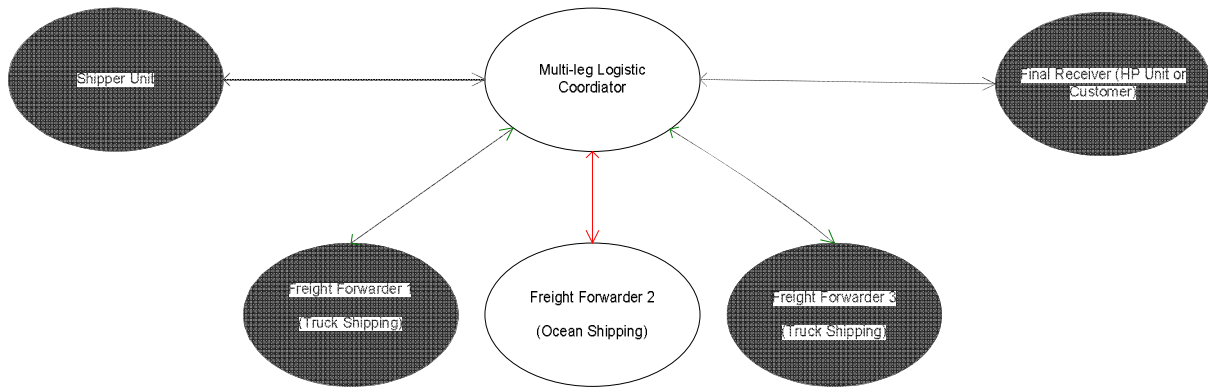 Shipper Unit
Multi-leg Logistic
Coordiator
Final Receiver (HP Unit or
Customer)
Freight Forwarder 1
(Truck Shipping)
Freight Forwarder 2
(Ocean Shipping)
Freight Forwarder 3
(Truck Shipping)